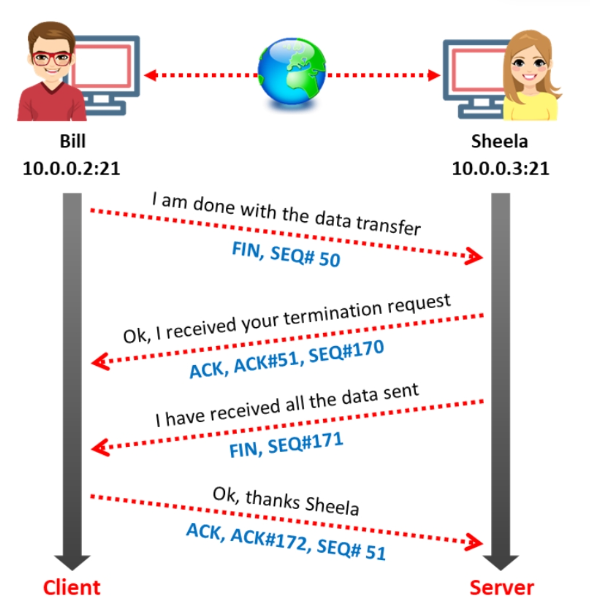 Bill
10.0.0.2:21
Sheela
10.0.0.3:21
I am done with the data transfer
FIN, SEQ# 50
Ok, I received your termination request
ACK, ACK#51, SEQ#170
I have received all the data sent
FIN, SEQ#171
Ok, thanks Sheela
ACK, ACK#172, SEQ# 51
Client
Server